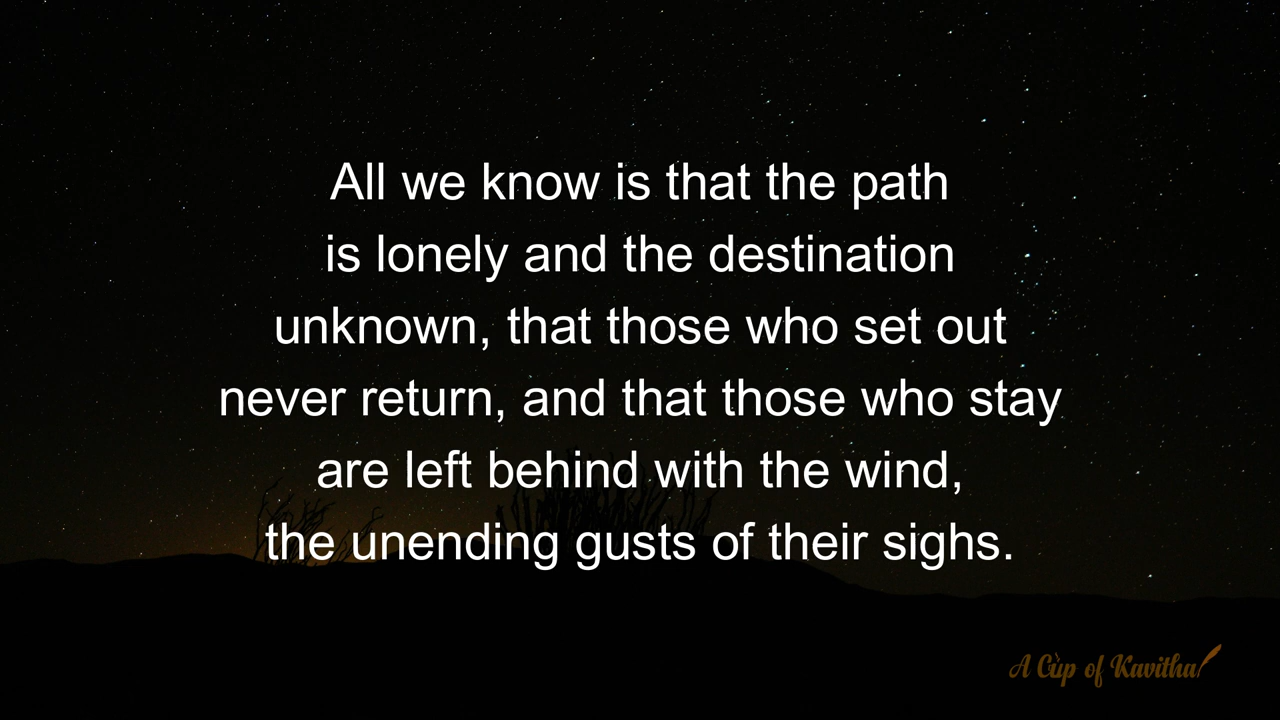 All we know is that the path
is lonely and the destination
unknown, that those who set out
never return, and that those who stay
are left behind with the wind,
the unending gusts of their sighs.
A Cup of Kavitha